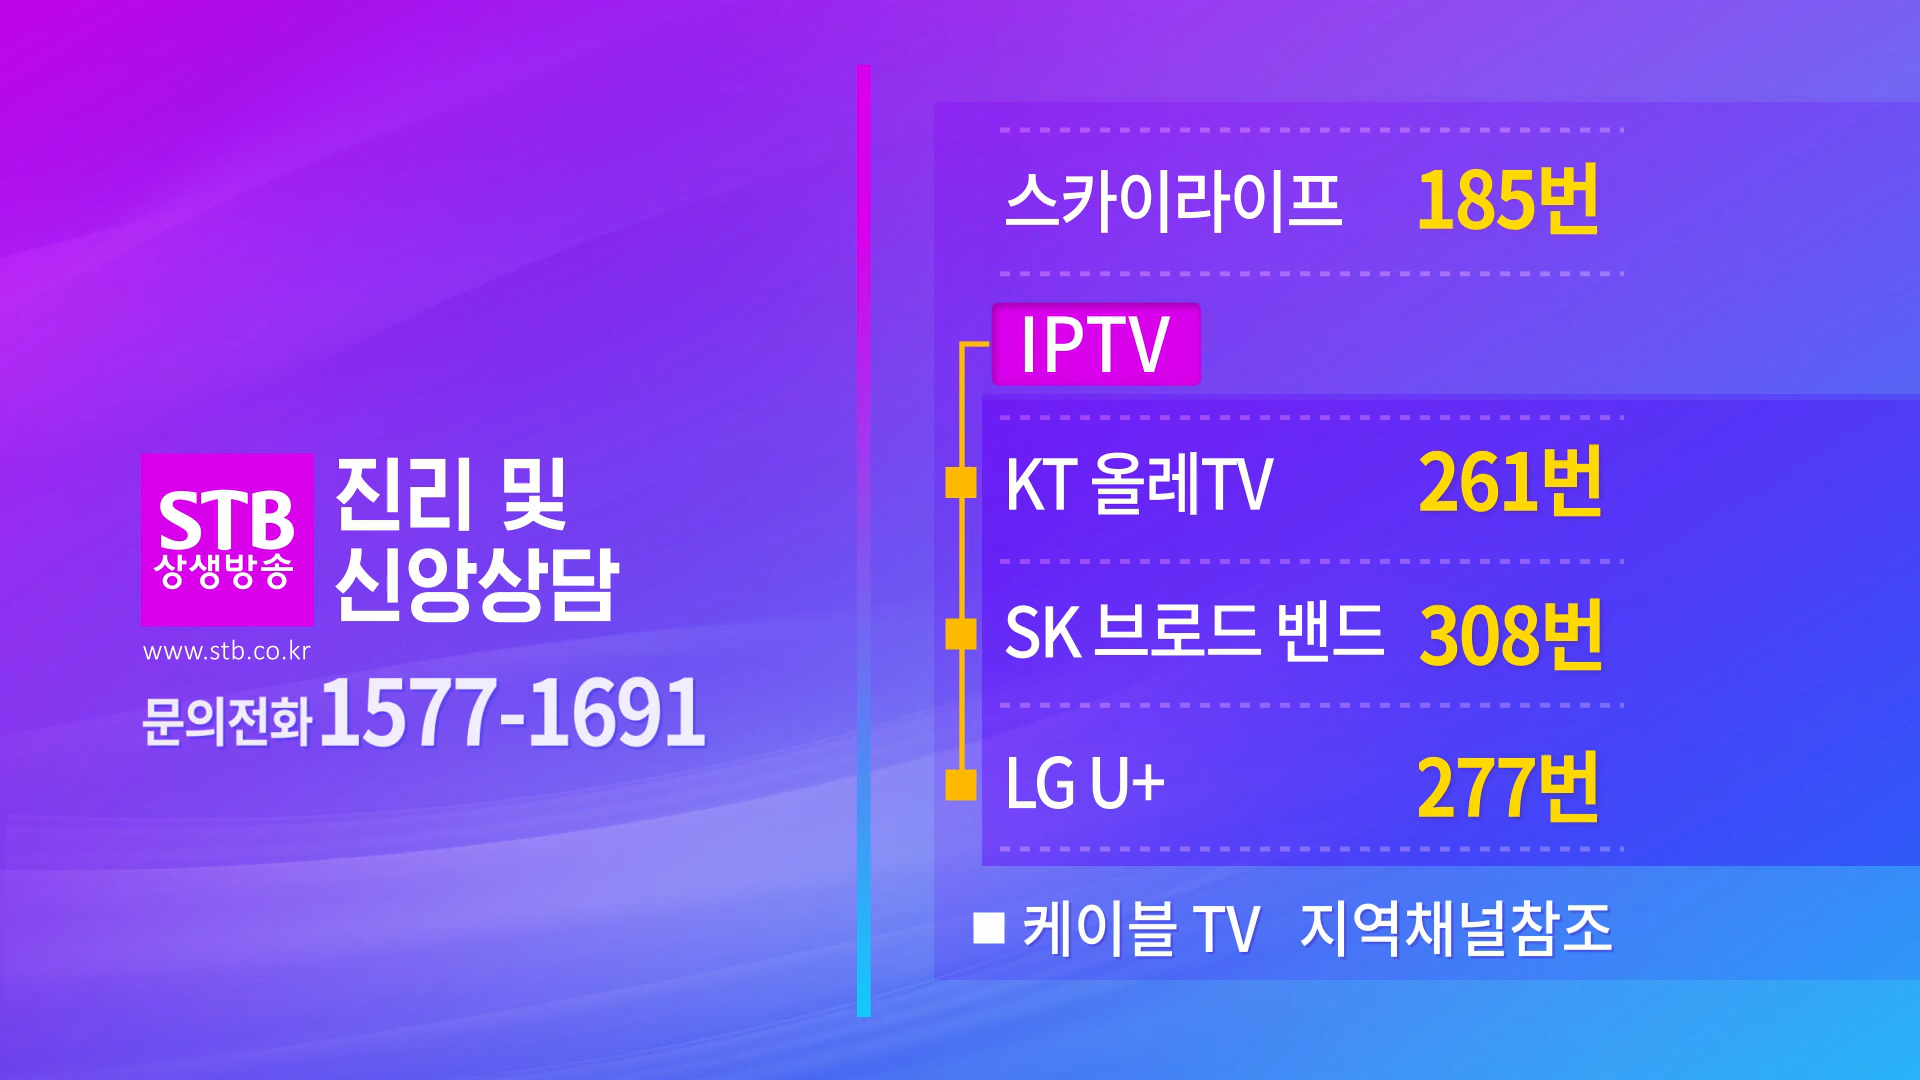 STB
상생방송
진리 및
신앙상담
www.stb.co.kr
문의전화 1577-1691
스카이라이프 185번
IPTV
KT 올레TV 261번
SK 브로드 밴드 308번
LG U+ 277번
■ 케이블 TV 지역채널참조